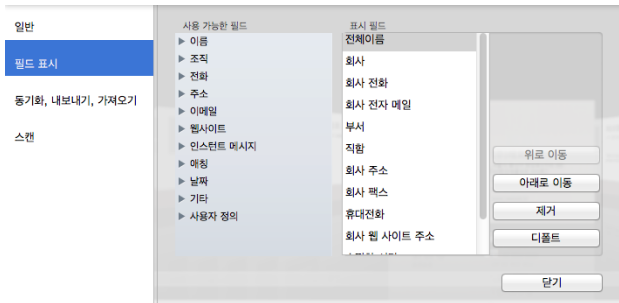 일반
필드 표시
동기화, 내보내기, 가져오기
스캔
사용 가능한 필드
이름
조직
전화
주소
이메일
웹사이트
인스턴트 메시지
애칭
날짜
기타
사용자 정의
표시 필드
전체이름
회사
회사 전화
회사 전자 메일
부서
직함
회사 주소
회사 팩스
휴대전화
회사 웹 사이트 주소
위로 이동
아래로 이동
제거
디폴트
닫기